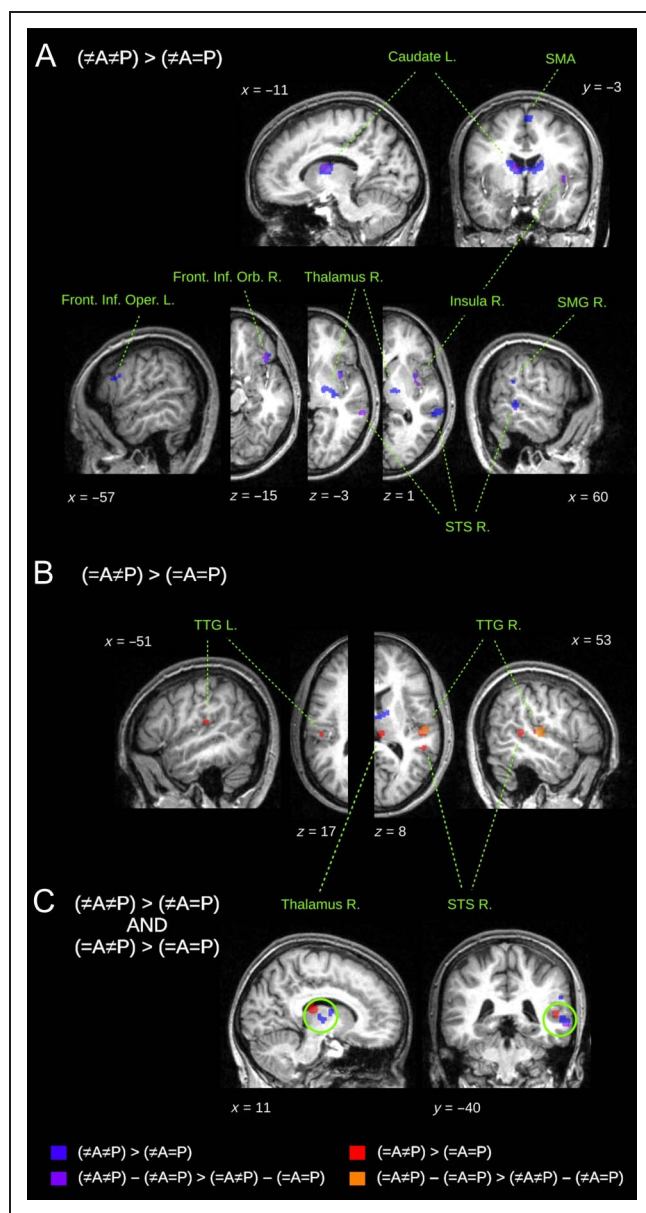 A (≠A≠P) > (≠A=P)
Caudate L.
SMA
x = –11
y = –3
Front. Inf. Orb. R.
Thalamus R.
Front. Inf. Oper. L.
Insula R.
SMG R.
x = –57
z = –15
z = –3
z = 1
x = 60
STS R.
B (=A≠P) > (=A=P)
TTG L.
TTG R.
x = –51
x = 53
z = 17
z = 8
C (≠A≠P) > (≠A=P)
AND
(=A≠P) > (=A=P)
Thalamus R.
STS R.
x = 11
y = –40
(≠A≠P) > (≠A=P)
(=A≠P) > (=A=P)
(≠A≠P) – (≠A=P) > (=A≠P) – (=A=P)
(=A≠P) – (=A=P) > (≠A≠P) – (≠A=P)